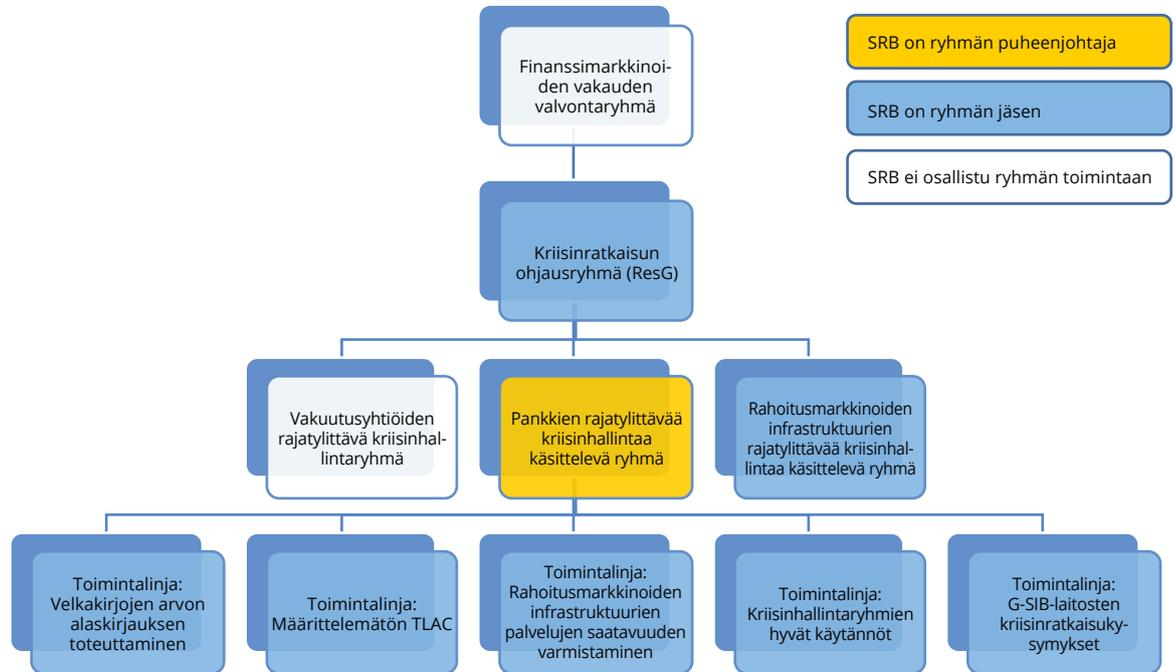 Finanssimarkkinoi-
den vakauden
valvontaryhmä
SRB on ryhmän puheenjohtaja
SRB on ryhmän jäsen
SRB ei osallistu ryhmän toimintaan
Kriisinratkaisun
ohjausryhmä (ResG)
Vakuutusyhtiöiden
rajatylittävä kriisinhal-
lintaryhmä
Pankkien rajatylittävää
kriisinhallintaa
käsittelevä ryhmä
Rahoitusmarkkinoiden
infrastruktuurien
rajatylittävää kriisinhal-
lintaa käsittelevä ryhmä
Toimintalinja:
Velkakirjojen arvon
alaskirjauksen
toteuttaminen
Toimintalinja:
Määrittelemätön TLAC
Toimintalinja:
Rahoitusmarkkinoiden
infrastruktuurien
palvelujen saatavuuden
varmistaminen
Toimintalinja:
Kriisinhallintaryhmien
hyvät käytännöt
Toimintalinja:
G-SIB-laitosten
kriisinratkaisuky-
symykset